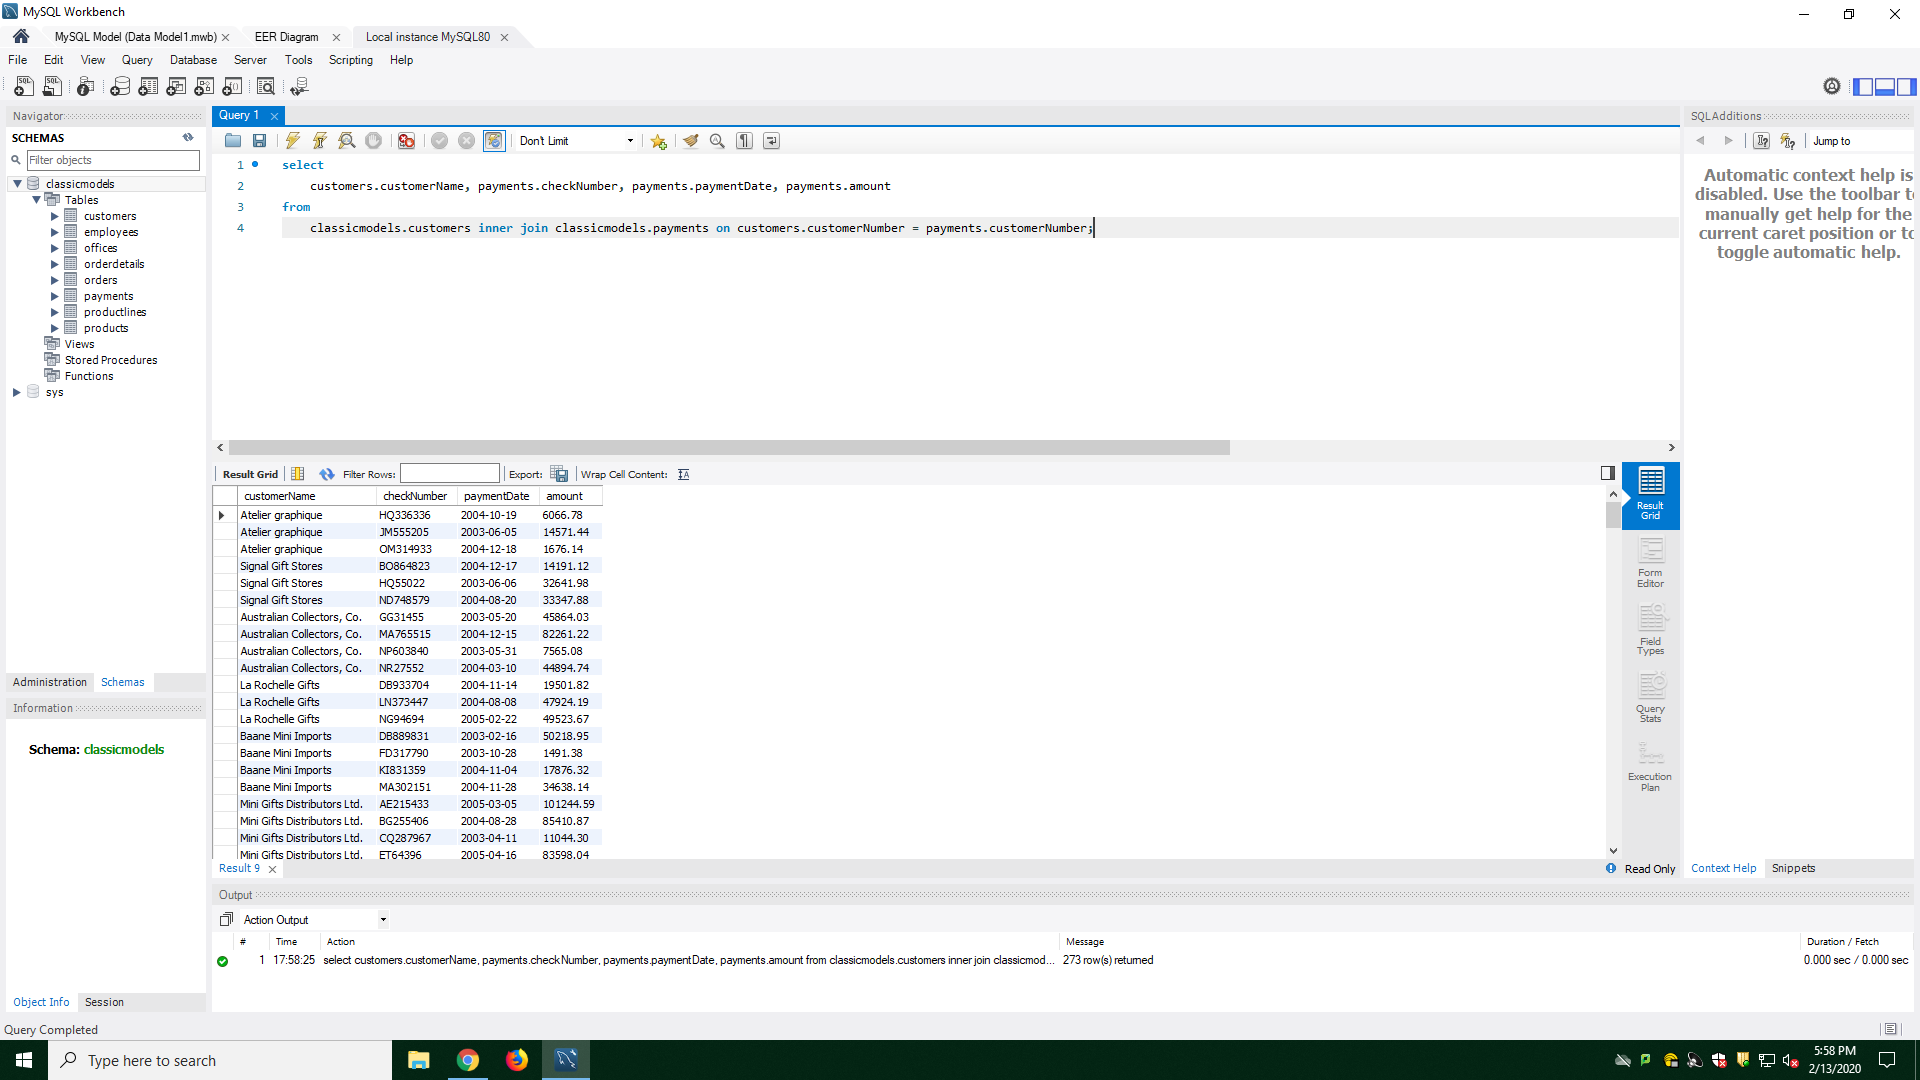 MySQL Workbench
MySQL Model (Data Model1.mwb)
EER Diagram
Local instance MySQL80
File Edit View Query Database Server Tools Scripting Help
Navigator
SCHEMAS
Filter objects
classicmodels
Tables
customers
employees
offices
orderdetails
orders
payments
productlines
products
Views
Stored Procedures
Functions
sys
Administration Schemas
Information
Schema: classicmodels
Object Info Session
Query 1
Don't Limit
1 select
2 customers.customerName, payments.checkNumber, payments.paymentDate, payments.amount
3 from
4 classicmodels.customers inner join classicmodels.payments on customers.customerNumber = payments.customerNumber;
Result Grid Filter Rows: Export: Wrap Cell Content:
customerName checkNumber paymentDate amount
Atelier graphique HQ336336 2004-10-19 6066.78
Atelier graphique JM555205 2003-06-05 14571.44
Atelier graphique OM314933 2004-12-18 1676.14
Signal Gift Stores BO864823 2004-12-17 14191.12
Signal Gift Stores HQ55022 2003-06-06 32641.98
Signal Gift Stores ND748579 2004-08-20 33347.88
Australian Collectors, Co. GG31455 2003-05-20 45864.03
Australian Collectors, Co. MA765515 2004-12-15 82261.22
Australian Collectors, Co. NP603840 2003-05-31 7565.08
Australian Collectors, Co. NR27552 2004-03-10 44894.74
La Rochelle Gifts DB933704 2004-11-14 19501.82
La Rochelle Gifts LN373447 2004-08-08 47924.19
La Rochelle Gifts NG94694 2005-02-22 49523.67
Baane Mini Imports DB889831 2003-02-16 50218.95
Baane Mini Imports FD317790 2003-10-28 1491.38
Baane Mini Imports KI831359 2004-11-04 17876.32
Baane Mini Imports MA302151 2004-11-28 34638.14
Mini Gifts Distributors Ltd. AE215433 2005-03-05 101244.59
Mini Gifts Distributors Ltd. BG255406 2004-08-28 85410.87
Mini Gifts Distributors Ltd. CQ287967 2003-04-11 11044.30
Mini Gifts Distributors Ltd. ET64396 2005-04-16 83598.04
Result
Grid
Form
Editor
Field
Types
Query
Stats
Execution
Plan
Result 9
Read Only
SQLAdditions
Jump to
Automatic context help is
disabled. Use the toolbar t
manually get help for the
current caret position or to
toggle automatic help.
Context Help Snippets
Output
Action Output
# Time Action Message Duration / Fetch
1 17:58:25 select customers.customerName, payments.checkNumber, payments.paymentDate, payments.amount from classicmodels.customers inner join classicmod... 273 row(s) returned 0.000 sec / 0.000 sec
Query Completed
Type here to search
5:58 PM
2/13/2020